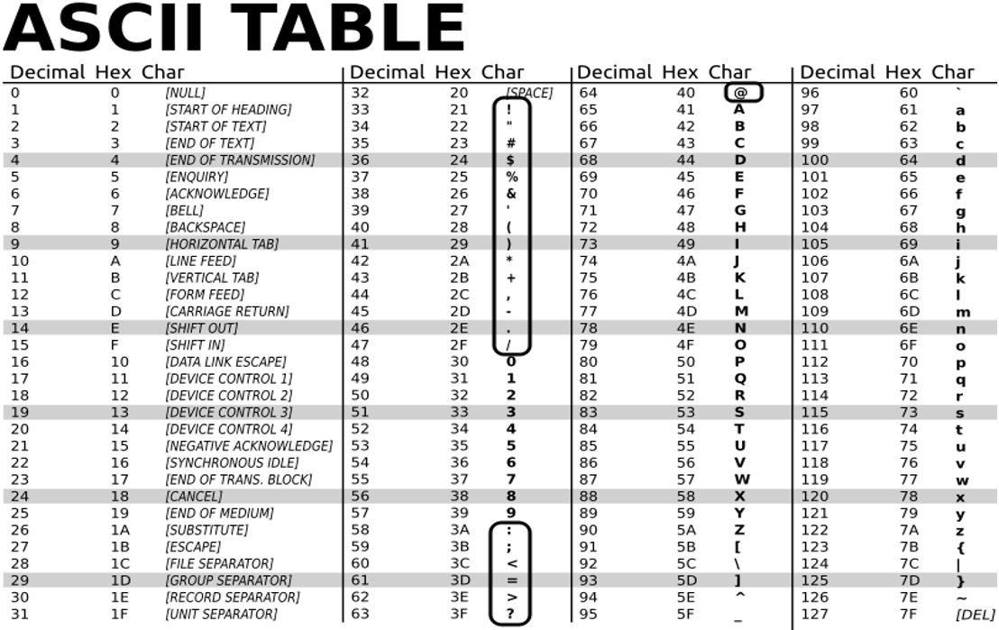 ASCII TABLE
Decimal Hex Char Decimal Hex Char Decimal Hex Char Decimal Hex Char
0 0 [NULL] 32 20 [SPACE] 64 40 @ 96 60 `
1 1 [START OF HEADING] 33 21 ! 65 41 A 97 61 a
2 2 [START OF TEXT] 34 22 " 66 42 B 98 62 b
3 3 [END OF TEXT] 35 23 # 67 43 C 99 63 c
4 4 [END OF TRANSMISSION] 36 24 $ 68 44 D 100 64 d
5 5 [ENQUIRY] 37 25 % 69 45 E 101 65 e
6 6 [ACKNOWLEDGE] 38 26 & 70 46 F 102 66 f
7 7 [BELL] 39 27 ' 71 47 G 103 67 g
8 8 [BACKSPACE] 40 28 ( 72 48 H 104 68 h
9 9 [HORIZONTAL TAB] 41 29 ) 73 49 I 105 69 i
10 A [LINE FEED] 42 2A * 74 4A J 106 6A j
11 B [VERTICAL TAB] 43 2B + 75 4B K 107 6B k
12 C [FORM FEED] 44 2C , 76 4C L 108 6C l
13 D [CARRIAGE RETURN] 45 2D - 77 4D M 109 6D m
14 E [SHIFT OUT] 46 2E . 78 4E N 110 6E n
15 F [SHIFT IN] 47 2F / 79 4F O 111 6F o
16 10 [DATA LINK ESCAPE] 48 30 0 80 50 P 112 70 p
17 11 [DEVICE CONTROL 1] 49 31 1 81 51 Q 113 71 q
18 12 [DEVICE CONTROL 2] 50 32 2 82 52 R 114 72 r
19 13 [DEVICE CONTROL 3] 51 33 3 83 53 S 115 73 s
20 14 [DEVICE CONTROL 4] 52 34 4 84 54 T 116 74 t
21 15 [NEGATIVE ACKNOWLEDGE] 53 35 5 85 55 U 117 75 u
22 16 [SYNCHRONOUS IDLE] 54 36 6 86 56 V 118 76 v
23 17 [END OF TRANS. BLOCK] 55 37 7 87 57 W 119 77 w
24 18 [CANCEL] 56 38 8 88 58 X 120 78 x
25 19 [END OF MEDIUM] 57 39 9 89 59 Y 121 79 y
26 1A [SUBSTITUTE] 58 3A : 90 5A Z 122 7A z
27 1B [ESCAPE] 59 3B ; 91 5B [ 123 7B {
28 1C [FILE SEPARATOR] 60 3C < 92 5C \ 124 7C |
29 1D [GROUP SEPARATOR] 61 3D = 93 5D ] 125 7D }
30 1E [RECORD SEPARATOR] 62 3E > 94 5E ^ 126 7E ~
31 1F [UNIT SEPARATOR] 63 3F ? 95 5F _ 127 7F [DEL]